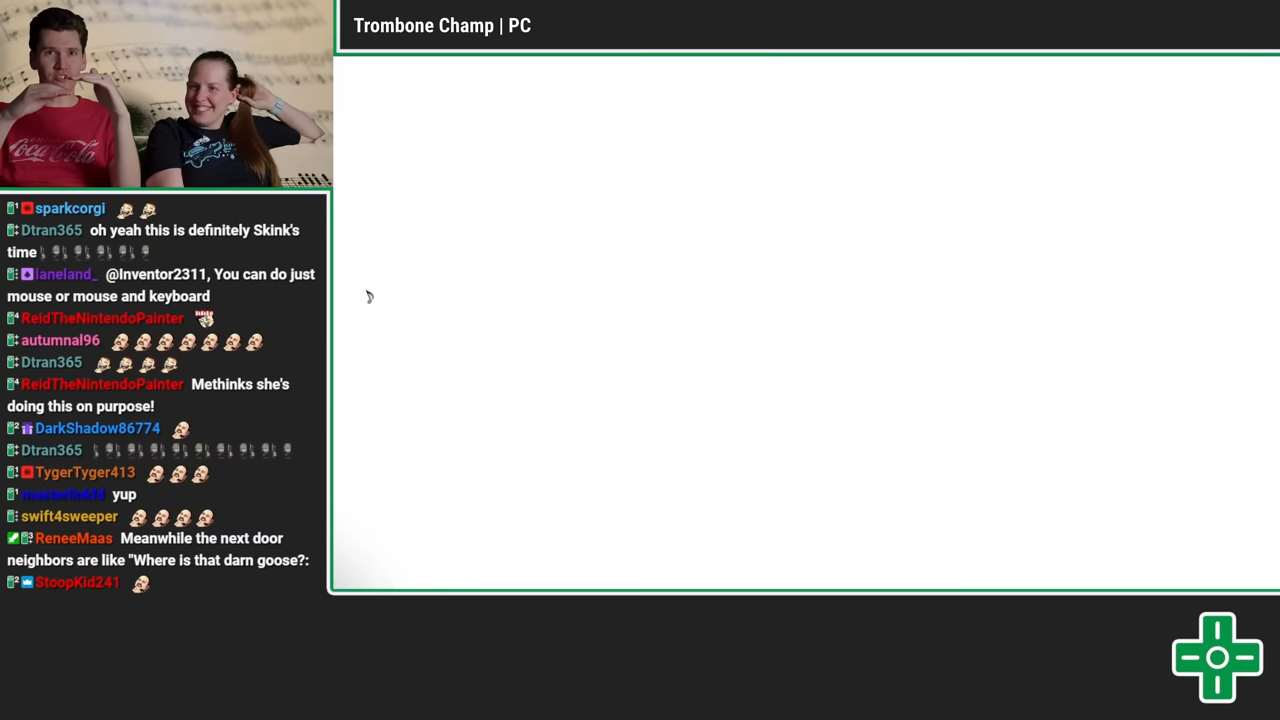 Trombone Champ | PC
Coca-Cola
sparkcorgi
Dtran365 oh yeah this is definitely Skink's
time
laneland_ @Inventor2311, You can do just
mouse or mouse and keyboard
ReidTheNintendoPainter
autumnal96
Dtran365
ReidTheNintendoPainter Methinks she's
doing this on purpose!
DarkShadow86774
Dtran365
TygerTyger413
yup
swift4sweeper
ReneeMaas Meanwhile the next door
neighbors are like "Where is that darn goose?:
StoopKid241